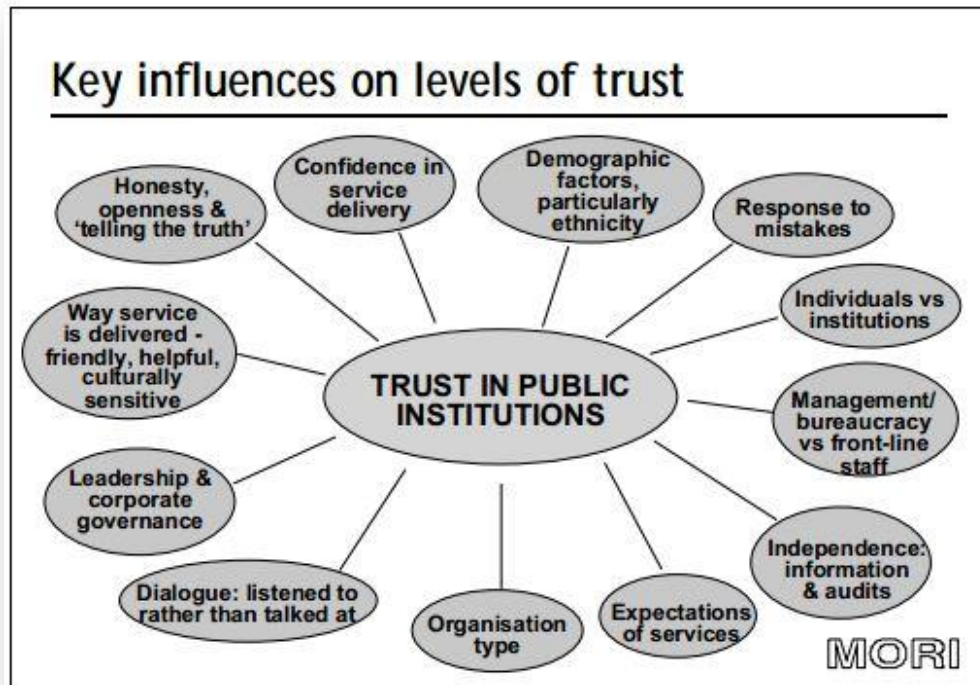 Key influences on levels of trust
Honesty,
openness &
‘telling the truth’
Confidence in
service
delivery
Demographic
factors,
particularly
ethnicity
Response to
mistakes
Individuals vs
institutions
Management/
bureaucracy
vs front-line
staff
Independence:
information
& audits
Expectations
of services
Organisation
type
Dialogue: listened to
rather than talked at
Leadership &
corporate
governance
Way service
is delivered -
friendly, helpful,
culturally
sensitive
TRUST IN PUBLIC
INSTITUTIONS
MORI